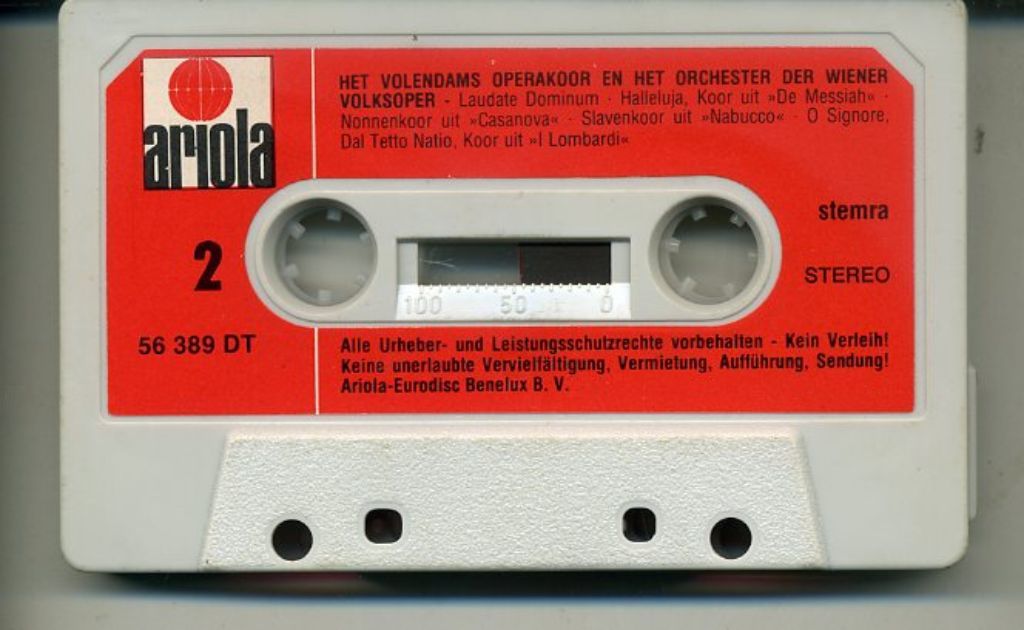 ariola
HET VOLENDAMS OPERAKOOR EN HET ORCHESTER DER WIENER
VOLKSOPER - Laudate Dominum · Halleluja, Koor uit »De Messiah« ·
Nonnenkoor uit »Casanova« · Slavenkoor uit »Nabucco« · O Signore,
Dal Tetto Natio, Koor uit »I Lombardi«
stemra
2
STEREO
100 50 0
56 389 DT
Alle Urheber- und Leistungsschutzrechte vorbehalten - Kein Verleih!
Keine unerlaubte Vervielfältigung, Vermietung, Aufführung, Sendung!
Ariola-Eurodisc Benelux B. V.